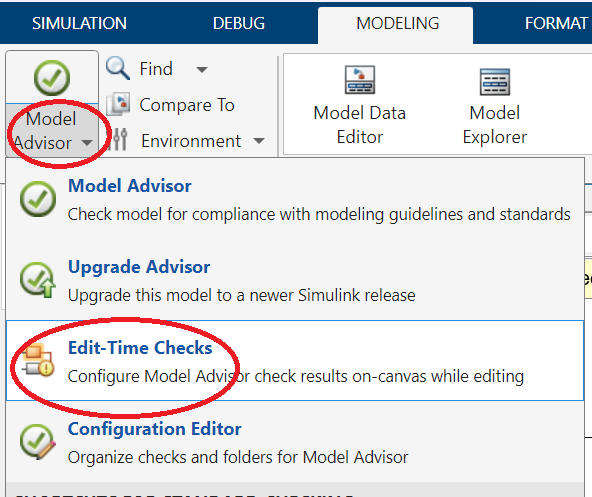 SIMULATION DEBUG MODELING FORMAT
Find
Compare To
Environment
Model
Advisor
Model Data
Editor
Model
Explorer
Model Advisor
Check model for compliance with modeling guidelines and standards
Upgrade Advisor
Upgrade this model to a newer Simulink release
Edit-Time Checks
Configure Model Advisor check results on-canvas while editing
Configuration Editor
Organize checks and folders for Model Advisor